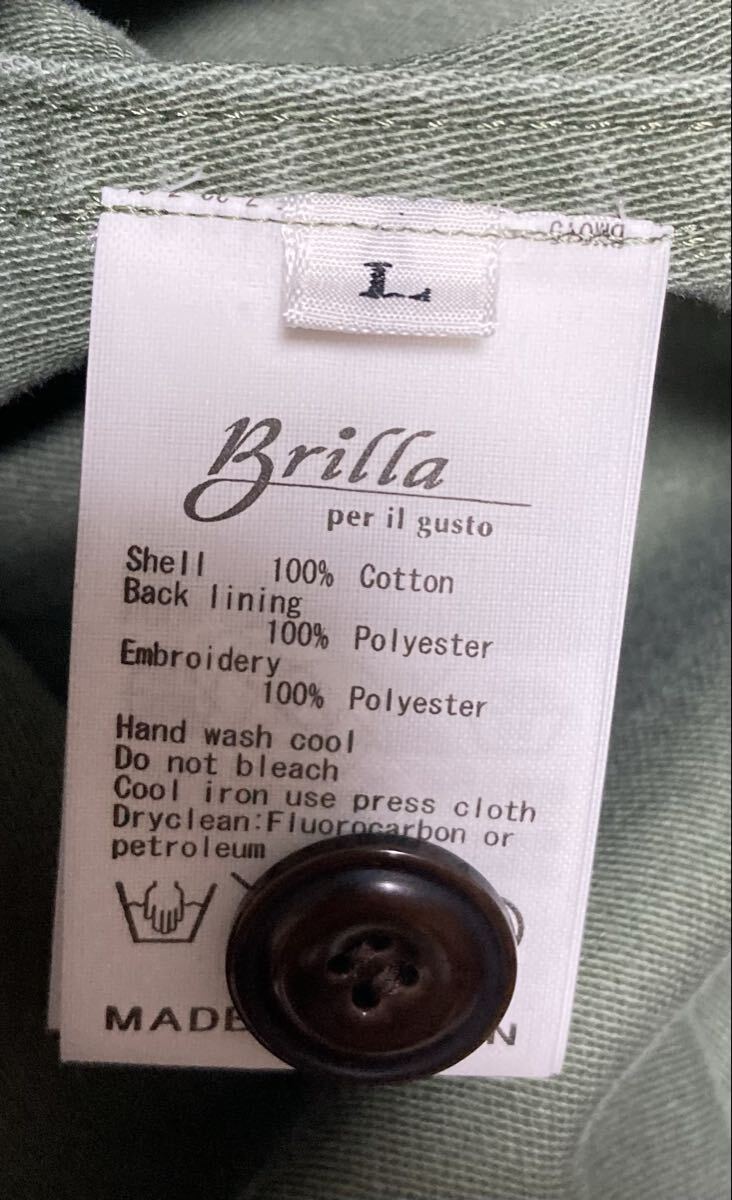 L
Brilla
per il gusto
Shell 100% Cotton
Back lining
100% Polyester
Embroidery
100% Polyester
Hand wash cool
Do not bleach
Cool iron use press cloth
Dryclean:Fluorocarbon or
petroleum
MADE